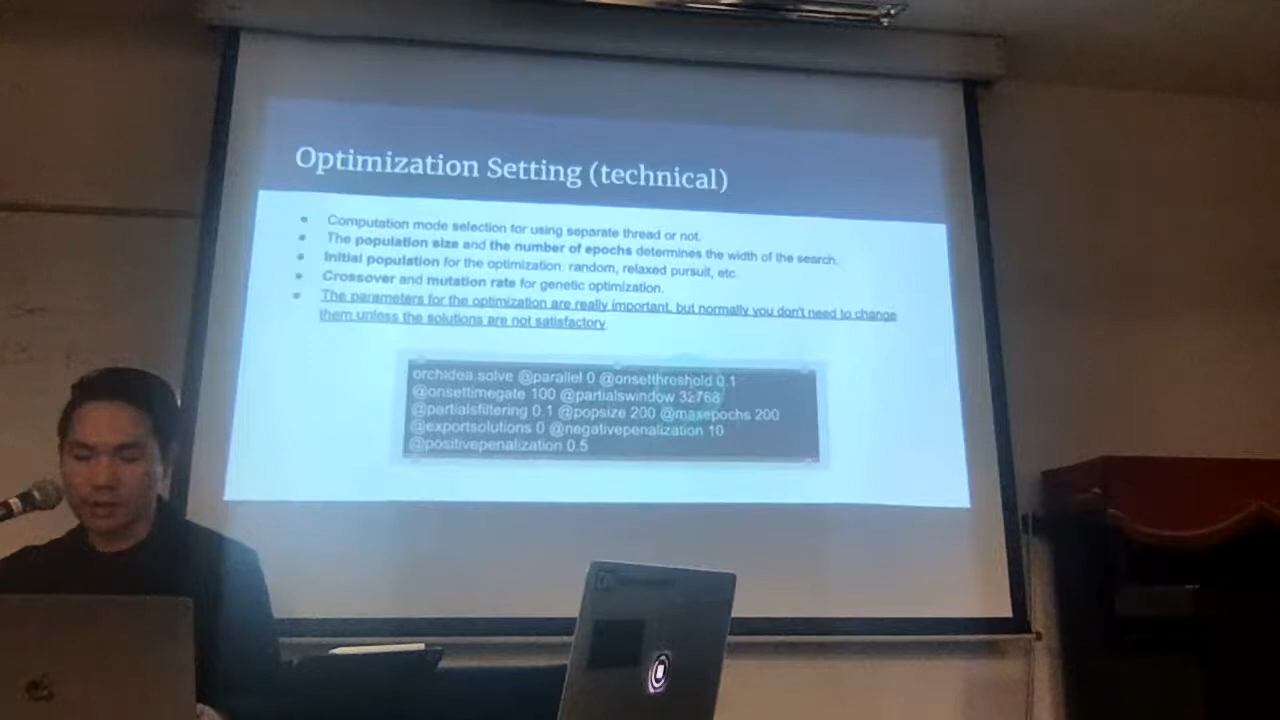 Optimization Setting (technical)
Computation mode selection for using separate thread or not.
The population size and the number of epochs determines the width of the search.
Initial population for the optimization: random, relaxed pursuit, etc.
Crossover and mutation rate for genetic optimization.
The parameters for the optimization are really important, but normally you don't need to change
them unless the solutions are not satisfactory.
orchidea.solve @parallel 0 @onsetthreshold 0.1
@onsettimegate 100 @partialswindow 32768
@partialsfiltering 0.1 @popsize 200 @maxepochs 200
@exportsolutions 0 @negativepenalization 10
@positivepenalization 0.5